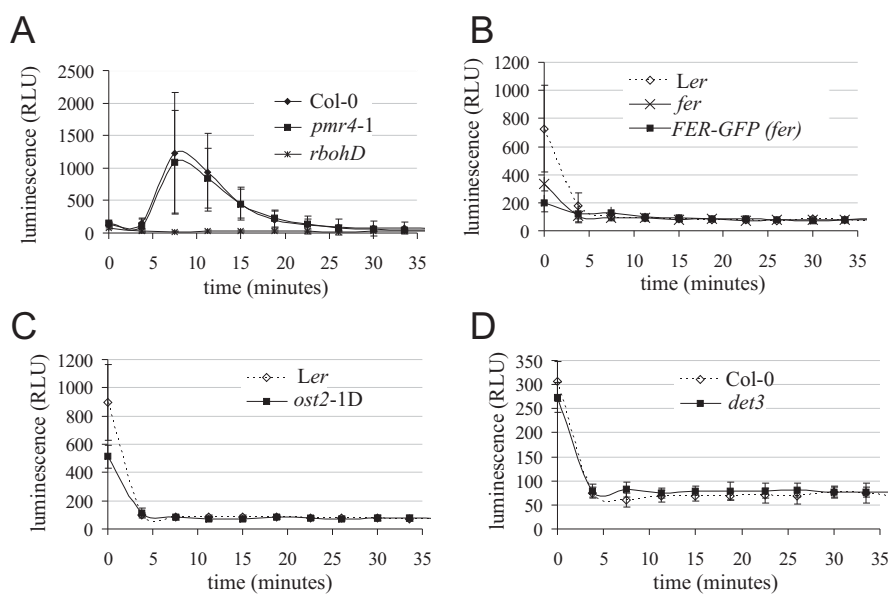 A
luminescence (RLU)
2500
2000
1500
1000
500
0
Col-0
pmr4-1
rbohD
0 5 10 15 20 25 30 35
time (minutes)
B
luminescence (RLU)
1200
1000
800
600
400
200
0
Ler
fer
FER-GFP (fer)
0 5 10 15 20 25 30 35
time (minutes)
C
luminescence (RLU)
1200
1000
800
600
400
200
0
Ler
ost2-1D
0 5 10 15 20 25 30 35
time (minutes)
D
luminescence (RLU)
350
300
250
200
150
100
50
0
Col-0
det3
0 5 10 15 20 25 30 35
time (minutes)